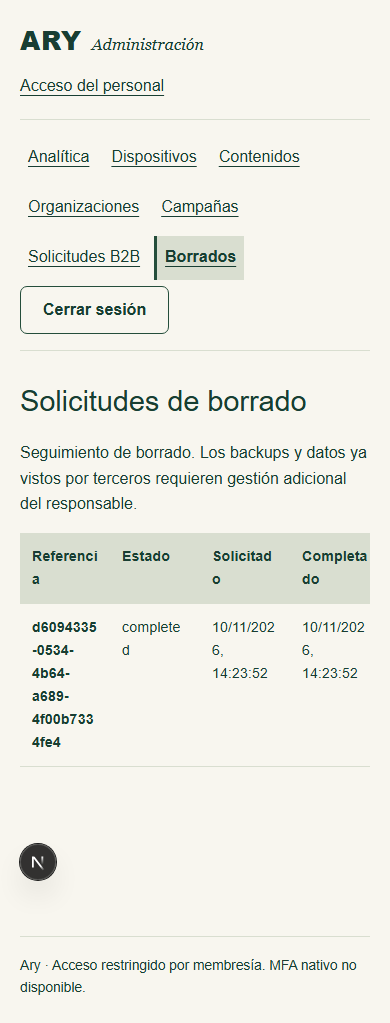 ARY Administración
Acceso del personal
Analítica Dispositivos Contenidos
Organizaciones Campañas
Solicitudes B2B Borrados
Cerrar sesión
Solicitudes de borrado
Seguimiento de borrado. Los backups y datos ya
vistos por terceros requieren gestión adicional
del responsable.
Referenci Estado Solicitad Completa
a o do
d6094335 complete 10/11/202 10/11/202
-0534- d 6, 6,
4b64- 14:23:52 14:23:52
a689-
4f00b733
4fe4
N
Ary · Acceso restringido por membresía. MFA nativo no
disponible.